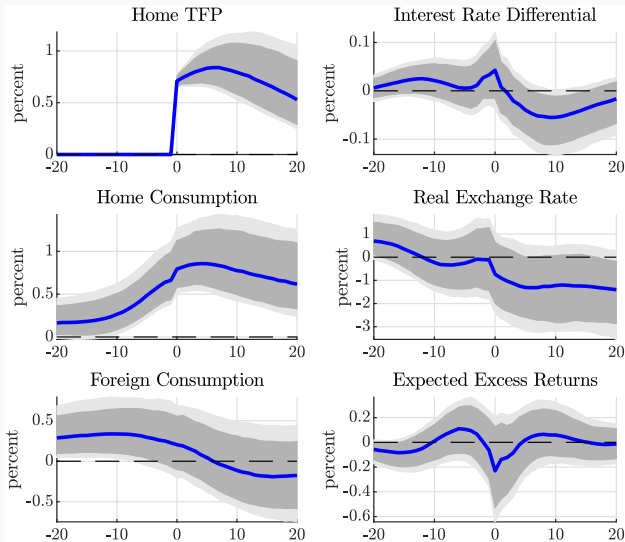 Home TFP
percent
1
0.5
0
-20 -10 0 10 20
Interest Rate Differential
percent
0.1
0
-0.1
-20 -10 0 10 20
Home Consumption
percent
1
0.5
0
-20 -10 0 10 20
Real Exchange Rate
percent
1
0
-1
-2
-3
-20 -10 0 10 20
Foreign Consumption
percent
0.5
0
-0.5
-20 -10 0 10 20
Expected Excess Returns
percent
0.2
0
-0.2
-0.4
-0.6
-20 -10 0 10 20